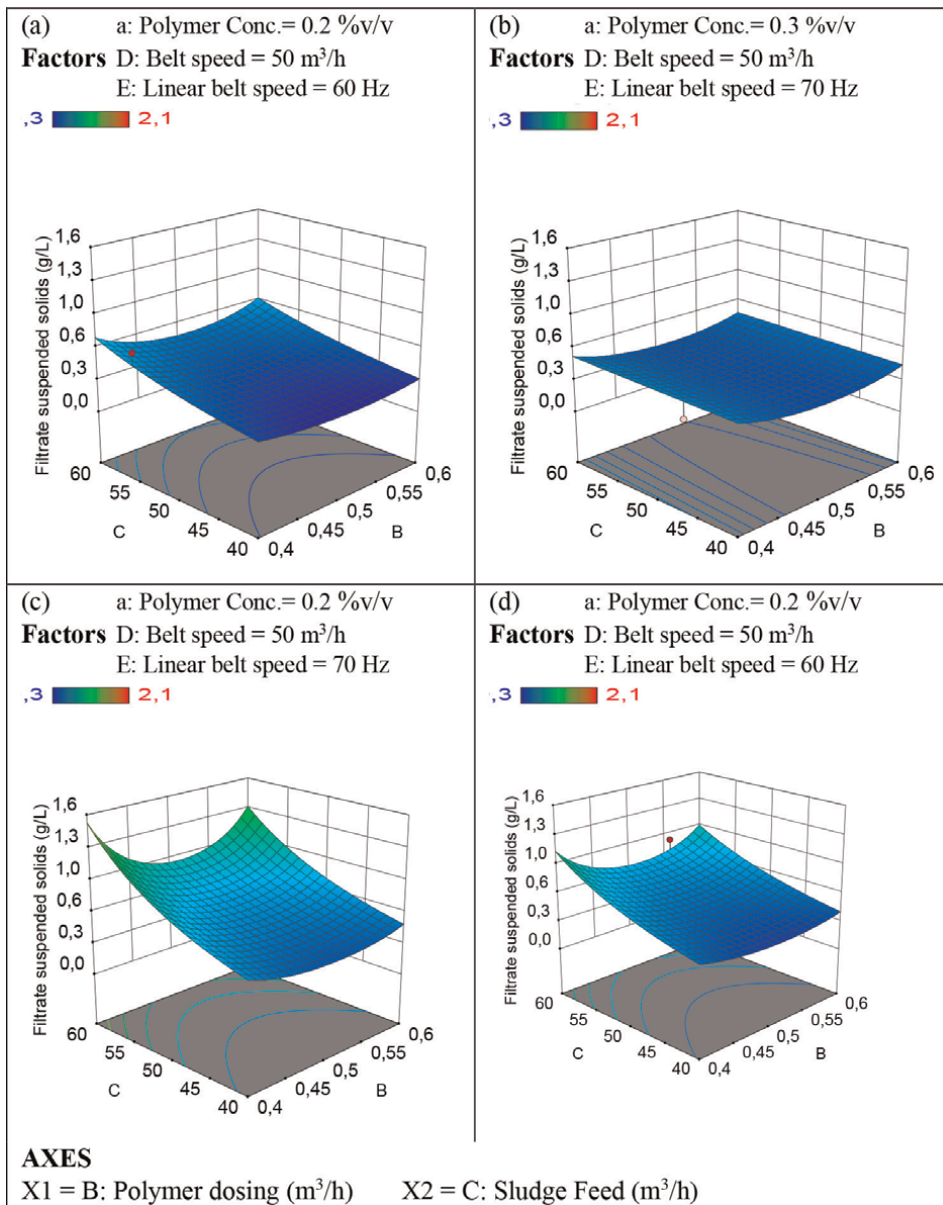 (a) a: Polymer Conc.= 0.2 %v/v
Factors D: Belt speed = 50 m³/h
E: Linear belt speed = 60 Hz
,3 2,1
Filtrate suspended solids (g/L)
1,6
1,3
1,0
0,6
0,3
0,0
60
55
50
45
40
C
0,4
0,45
0,5
0,55
0,6
B
(b) a: Polymer Conc.= 0.3 %v/v
Factors D: Belt speed = 50 m³/h
E: Linear belt speed = 70 Hz
,3 2,1
Filtrate suspended solids (g/L)
1,6
1,3
1,0
0,6
0,3
0,0
60
55
50
45
40
C
0,4
0,45
0,5
0,55
0,6
B
(c) a: Polymer Conc.= 0.2 %v/v
Factors D: Belt speed = 50 m³/h
E: Linear belt speed = 70 Hz
,3 2,1
Filtrate suspended solids (g/L)
1,6
1,3
1,0
0,6
0,3
0,0
60
55
50
45
40
C
0,4
0,45
0,5
0,55
0,6
B
(d) a: Polymer Conc.= 0.2 %v/v
Factors D: Belt speed = 50 m³/h
E: Linear belt speed = 60 Hz
,3 2,1
Filtrate suspended solids (g/L)
1,6
1,3
1,0
0,6
0,3
0,0
60
55
50
45
40
C
0,4
0,45
0,5
0,55
0,6
B
AXES
X1 = B: Polymer dosing (m³/h) X2 = C: Sludge Feed (m³/h)